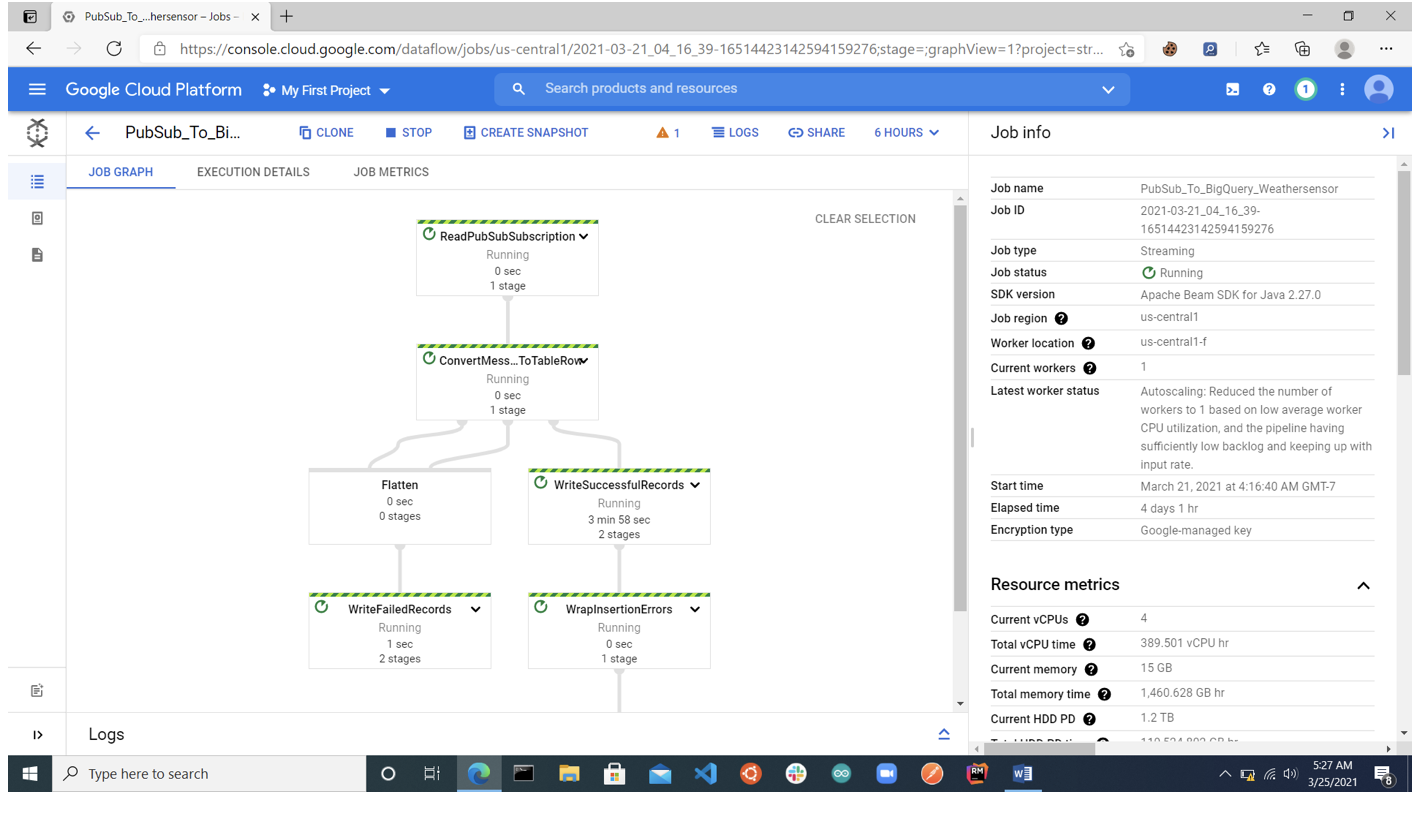 PubSub_To_...hersensor – Jobs –
https://console.cloud.google.com/dataflow/jobs/us-central1/2021-03-21_04_16_39-16514423142594159276;stage=;graphView=1?project=str...
Google Cloud Platform
My First Project
Search products and resources
1
PubSub_To_Bi...
CLONE
STOP
CREATE SNAPSHOT
1
LOGS
SHARE
6 HOURS
JOB GRAPH
EXECUTION DETAILS
JOB METRICS
CLEAR SELECTION
ReadPubSubSubscription
Running
0 sec
1 stage
ConvertMess...ToTableRow
Running
0 sec
1 stage
Flatten
0 sec
0 stages
WriteSuccessfulRecords
Running
3 min 58 sec
2 stages
WriteFailedRecords
Running
1 sec
2 stages
WrapInsertionErrors
Running
0 sec
1 stage
Logs
Job info
Job name PubSub_To_BigQuery_Weathersensor
Job ID 2021-03-21_04_16_39-
16514423142594159276
Job type Streaming
Job status Running
SDK version Apache Beam SDK for Java 2.27.0
Job region us-central1
Worker location us-central1-f
Current workers 1
Latest worker status Autoscaling: Reduced the number of
workers to 1 based on low average worker
CPU utilization, and the pipeline having
sufficiently low backlog and keeping up with
input rate.
Start time March 21, 2021 at 4:16:40 AM GMT-7
Elapsed time 4 days 1 hr
Encryption type Google-managed key
Resource metrics
Current vCPUs 4
Total vCPU time 389.501 vCPU hr
Current memory 15 GB
Total memory time 1,460.628 GB hr
Current HDD PD 1.2 TB
Type here to search
RM
5:27 AM
3/25/2021
8